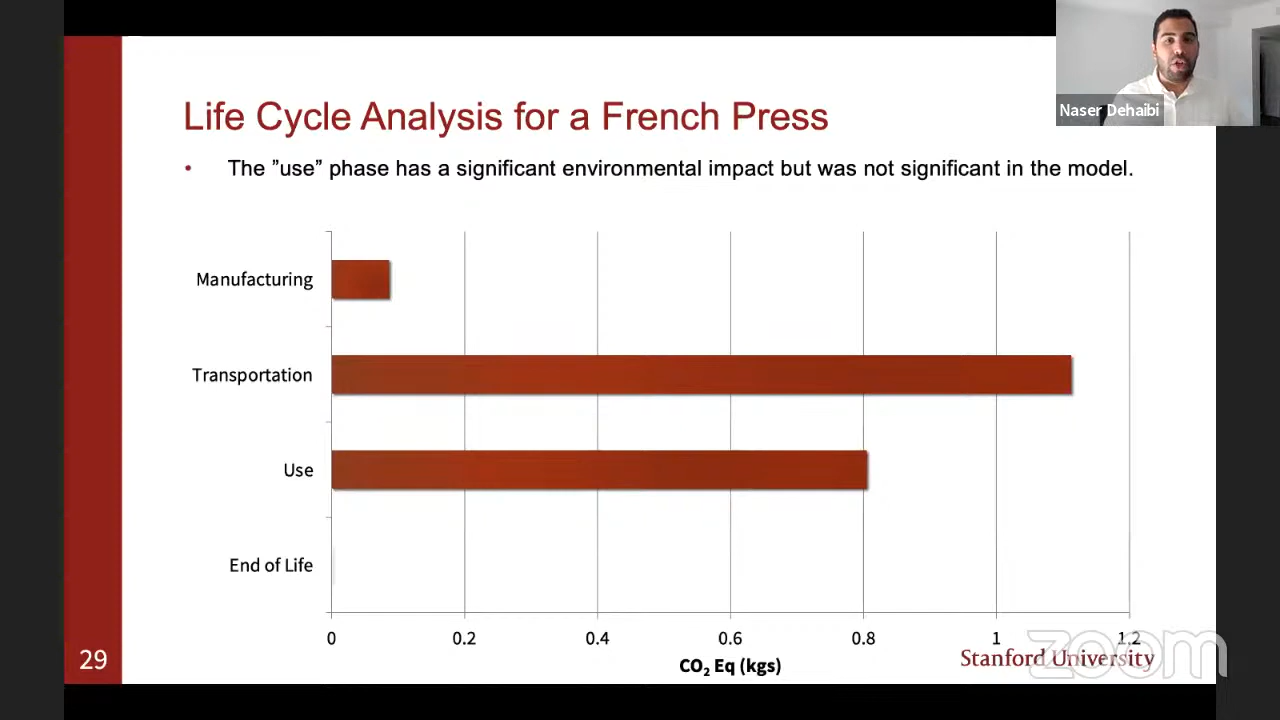 Naser Dehaibi
Life Cycle Analysis for a French Press
• The ”use” phase has a significant environmental impact but was not significant in the model.
Manufacturing
Transportation
Use
End of Life
0 0.2 0.4 0.6 0.8 1 1.2
CO₂ Eq (kgs)
29
Stanford University
zoom